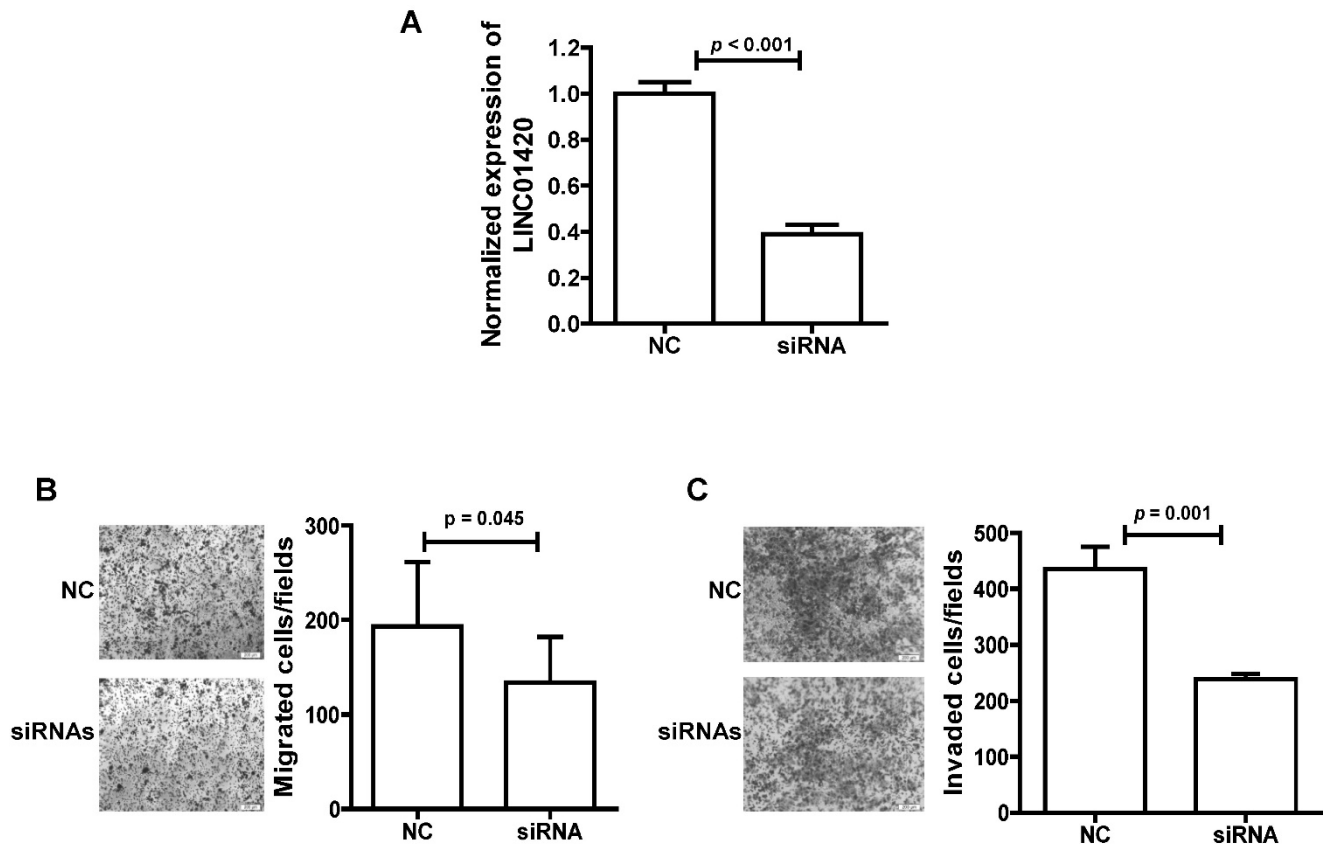 A
p < 0.001
Normalized expression of
LINC01420
1.2
1.0
0.8
0.6
0.4
0.2
0.0
NC
siRNA
B
NC
siRNAs
p = 0.045
Migrated cells/fields
300
200
100
0
NC
siRNA
C
NC
siRNAs
p = 0.001
Invaded cells/fields
500
400
300
200
100
0
NC
siRNA